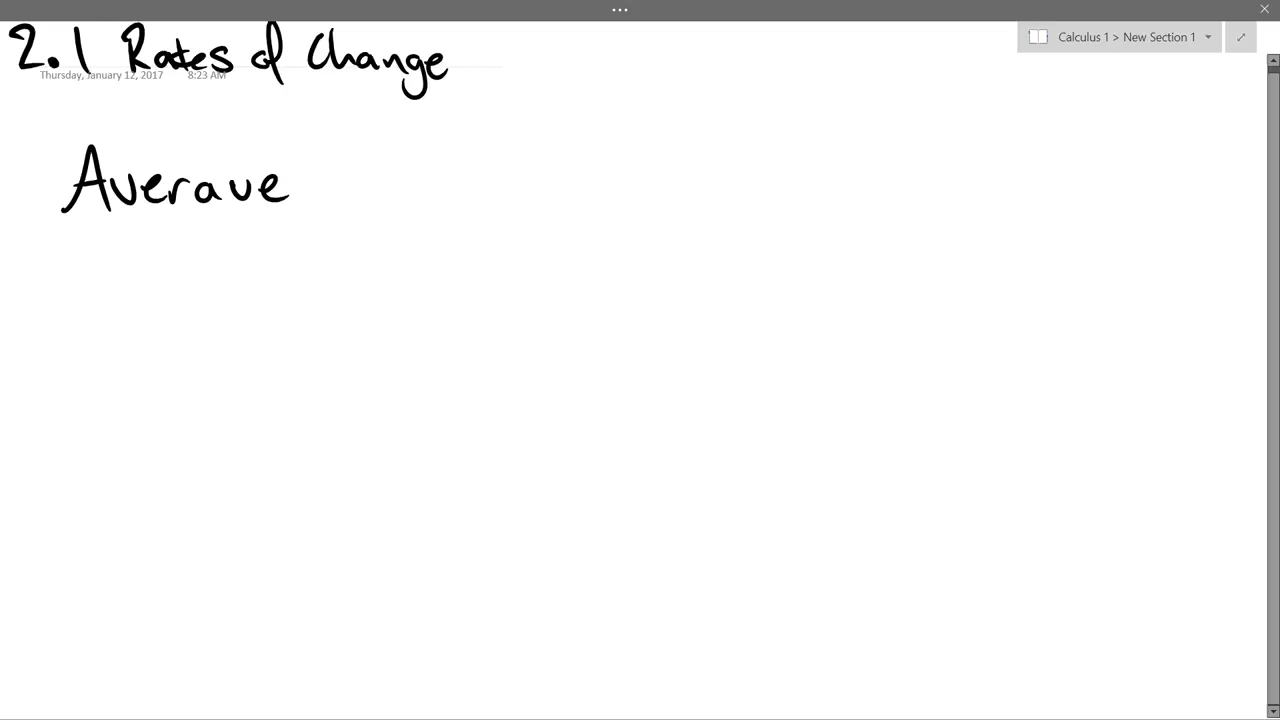 Calculus 1 > New Section 1
2.1 Rates of Change
Thursday, January 12, 2017 8:23 AM
Averave